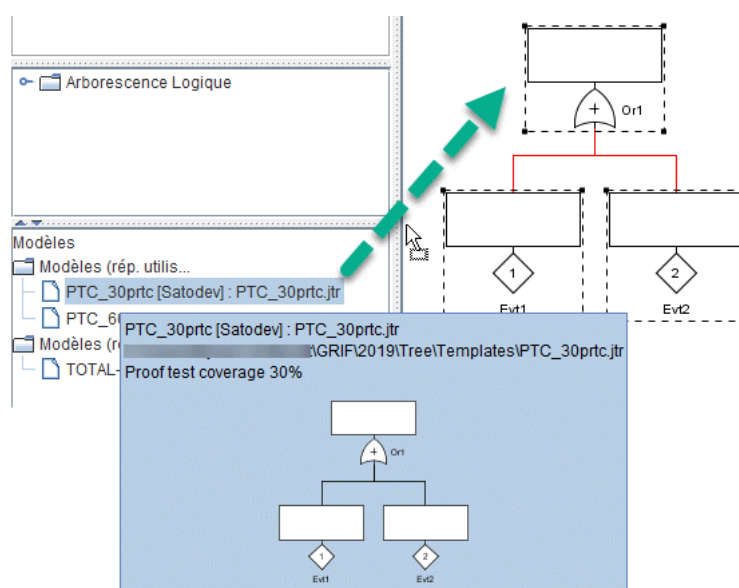 Arborescence Logique
+
Or1
Modèles
Modèles (rép. utilis...
PTC_30prtc [Satodev] : PTC_30prtc.jtr
1
2
Evt1
Evt2
PTC_30prtc [Satodev] : PTC_30prtc.jtr
\GRIF\2019\Tree\Templates\PTC_30prtc.jtr
Proof test coverage 30%
Modèles
TOTAL-
+
Or1
1
2
Evt1
Evt2